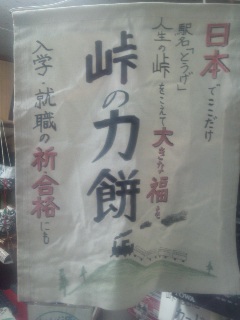 日本でここだけ
駅名「とうげ」
人生の峠をこえて大きな福を
峠の力餅
入学・就職の祈・合格にも